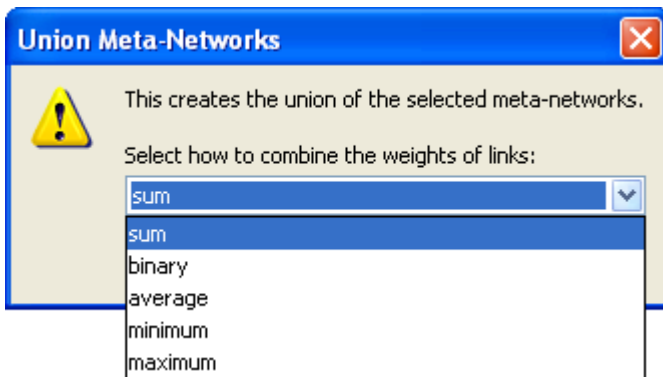 Union Meta-Networks
This creates the union of the selected meta-networks.
Select how to combine the weights of links:
sum
sum
binary
average
minimum
maximum